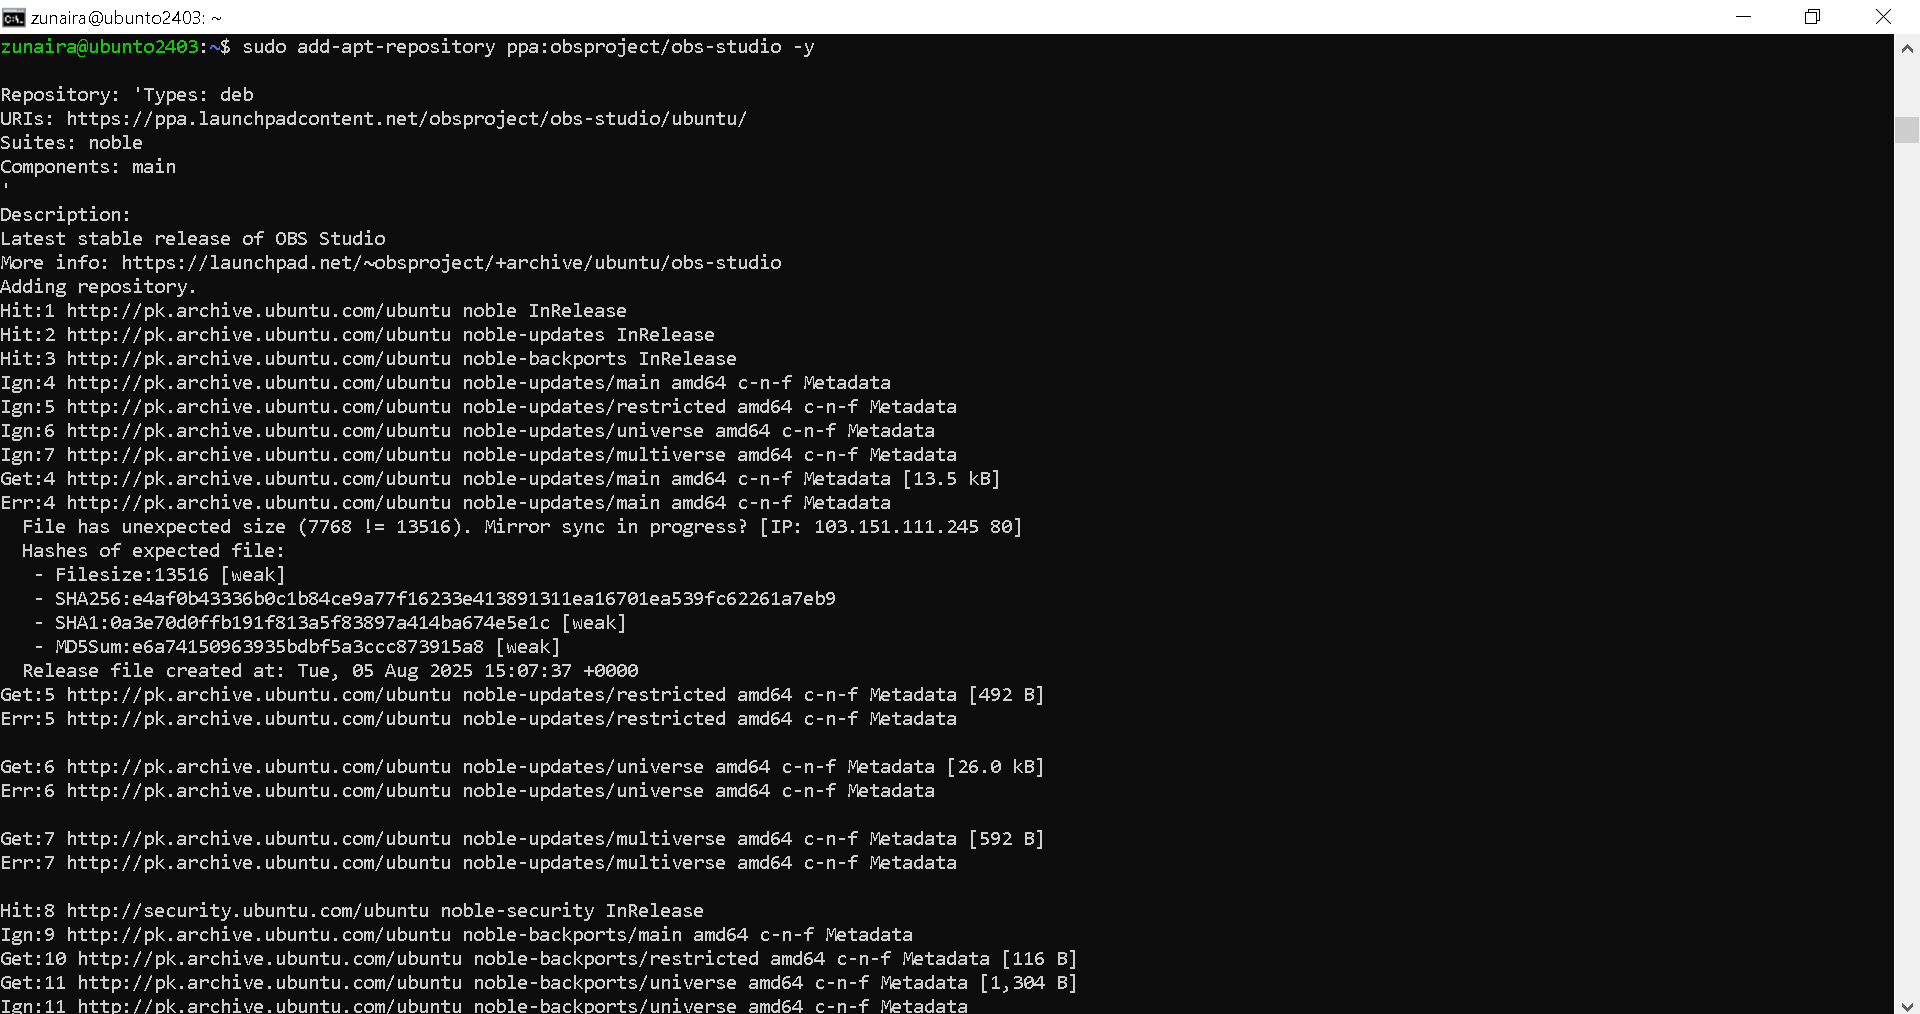 zunaira@ubunto2403: ~
zunaira@ubunto2403:~$ sudo add-apt-repository ppa:obsproject/obs-studio -y
Repository: 'Types: deb
URIs: https://ppa.launchpadcontent.net/obsproject/obs-studio/ubuntu/
Suites: noble
Components: main
'
Description:
Latest stable release of OBS Studio
More info: https://launchpad.net/~obsproject/+archive/ubuntu/obs-studio
Adding repository.
Hit:1 http://pk.archive.ubuntu.com/ubuntu noble InRelease
Hit:2 http://pk.archive.ubuntu.com/ubuntu noble-updates InRelease
Hit:3 http://pk.archive.ubuntu.com/ubuntu noble-backports InRelease
Ign:4 http://pk.archive.ubuntu.com/ubuntu noble-updates/main amd64 c-n-f Metadata
Ign:5 http://pk.archive.ubuntu.com/ubuntu noble-updates/restricted amd64 c-n-f Metadata
Ign:6 http://pk.archive.ubuntu.com/ubuntu noble-updates/universe amd64 c-n-f Metadata
Ign:7 http://pk.archive.ubuntu.com/ubuntu noble-updates/multiverse amd64 c-n-f Metadata
Get:4 http://pk.archive.ubuntu.com/ubuntu noble-updates/main amd64 c-n-f Metadata [13.5 kB]
Err:4 http://pk.archive.ubuntu.com/ubuntu noble-updates/main amd64 c-n-f Metadata
  File has unexpected size (7768 != 13516). Mirror sync in progress? [IP: 103.151.111.245 80]
  Hashes of expected file:
   - Filesize:13516 [weak]
   - SHA256:e4af0b43336b0c1b84ce9a77f16233e413891311ea16701ea539fc62261a7eb9
   - SHA1:0a3e70d0ffb191f813a5f83897a414ba674e5e1c [weak]
   - MD5Sum:e6a74150963935bdbf5a3ccc873915a8 [weak]
  Release file created at: Tue, 05 Aug 2025 15:07:37 +0000
Get:5 http://pk.archive.ubuntu.com/ubuntu noble-updates/restricted amd64 c-n-f Metadata [492 B]
Err:5 http://pk.archive.ubuntu.com/ubuntu noble-updates/restricted amd64 c-n-f Metadata
Get:6 http://pk.archive.ubuntu.com/ubuntu noble-updates/universe amd64 c-n-f Metadata [26.0 kB]
Err:6 http://pk.archive.ubuntu.com/ubuntu noble-updates/universe amd64 c-n-f Metadata
Get:7 http://pk.archive.ubuntu.com/ubuntu noble-updates/multiverse amd64 c-n-f Metadata [592 B]
Err:7 http://pk.archive.ubuntu.com/ubuntu noble-updates/multiverse amd64 c-n-f Metadata
Hit:8 http://security.ubuntu.com/ubuntu noble-security InRelease
Ign:9 http://pk.archive.ubuntu.com/ubuntu noble-backports/main amd64 c-n-f Metadata
Get:10 http://pk.archive.ubuntu.com/ubuntu noble-backports/restricted amd64 c-n-f Metadata [116 B]
Get:11 http://pk.archive.ubuntu.com/ubuntu noble-backports/universe amd64 c-n-f Metadata [1,304 B]
Ign:11 http://pk.archive.ubuntu.com/ubuntu noble-backports/universe amd64 c-n-f Metadata